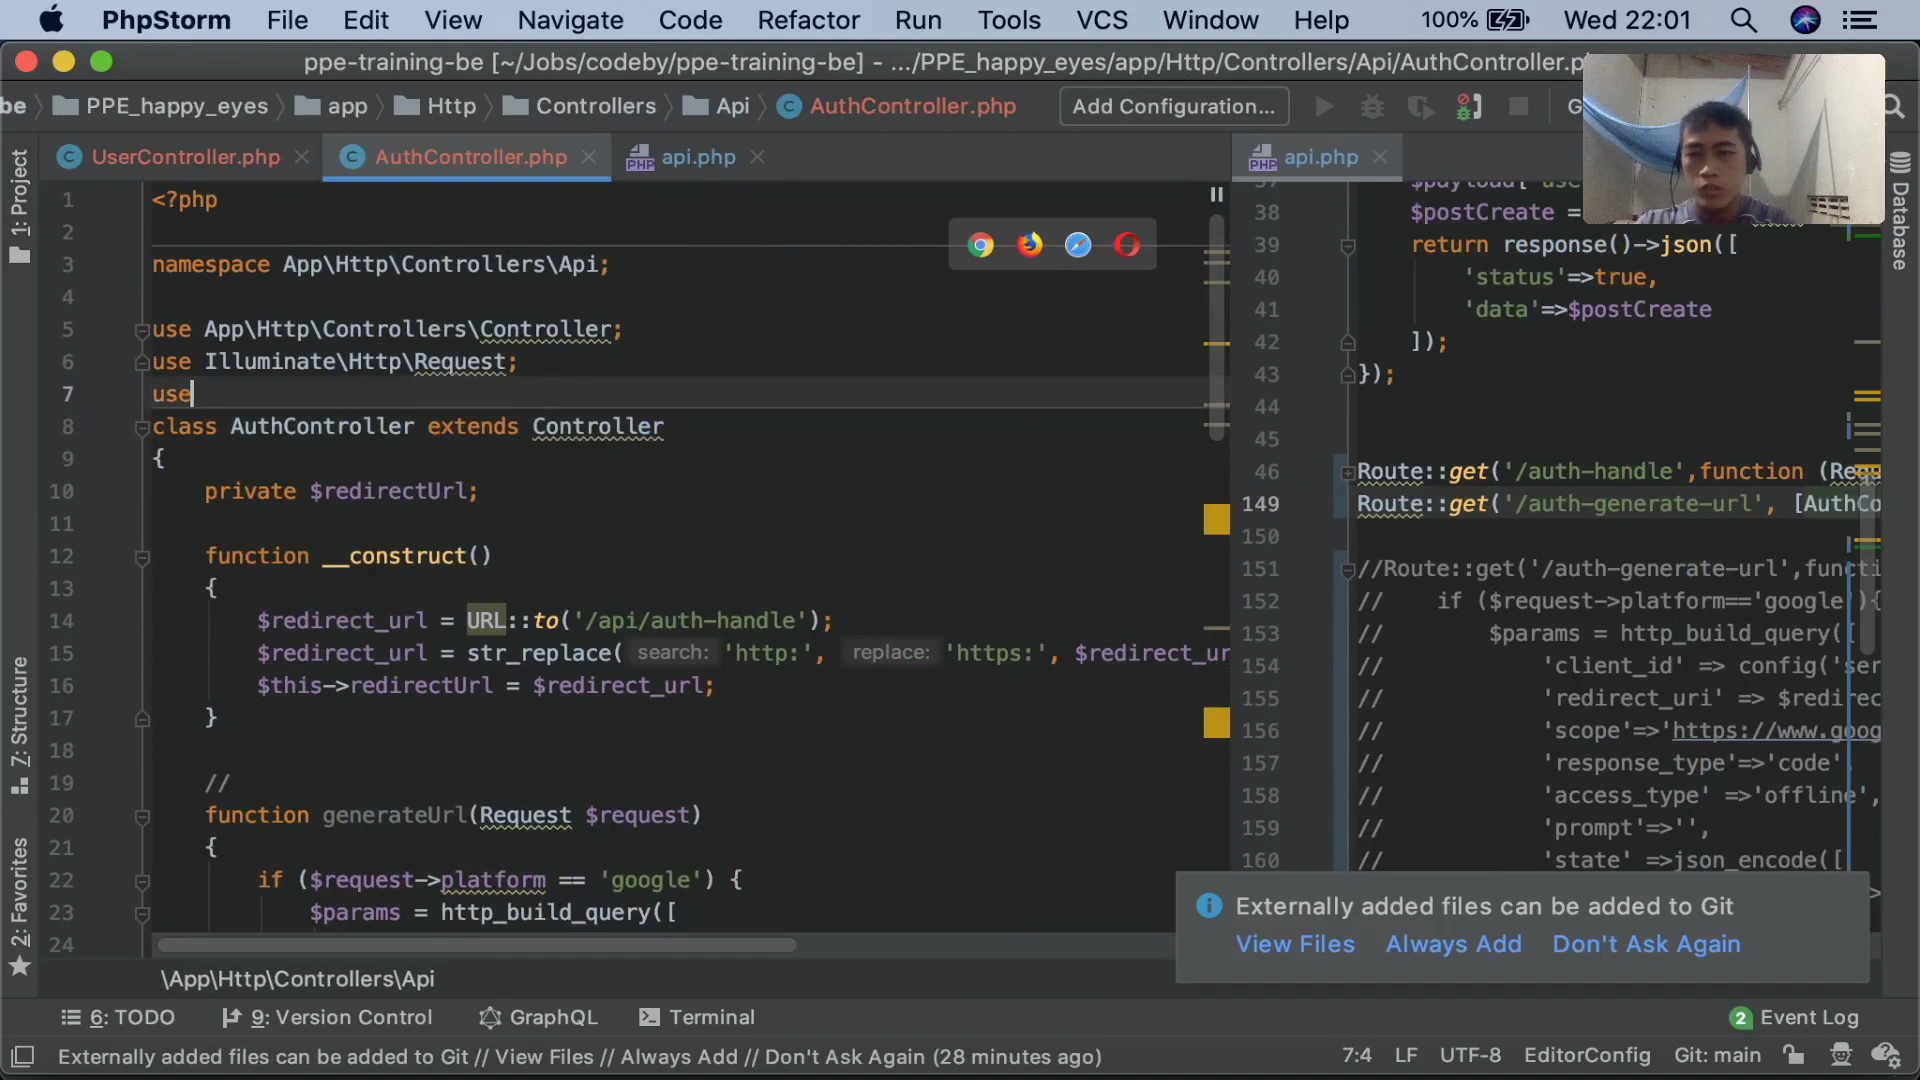 PhpStorm File Edit View Navigate Code Refactor Run Tools VCS Window Help 100% Wed 22:01
ppe-training-be [~/Jobs/codeby/ppe-training-be] - .../PPE_happy_eyes/app/Http/Controllers/Api/AuthController.p
be PPE_happy_eyes app Http Controllers Api AuthController.php Add Configuration... G
UserController.php AuthController.php api.php
1 <?php
2
3 namespace App\Http\Controllers\Api;
4
5 use App\Http\Controllers\Controller;
6 use Illuminate\Http\Request;
7 use
8 class AuthController extends Controller
9 {
10 private $redirectUrl;
11
12 function __construct()
13 {
14 $redirect_url = URL::to('/api/auth-handle');
15 $redirect_url = str_replace( search: 'http:', replace: 'https:', $redirect_ur
16 $this->redirectUrl = $redirect_url;
17 }
18
19 //
20 function generateUrl(Request $request)
21 {
22 if ($request->platform == 'google') {
23 $params = http_build_query([
24
\App\Http\Controllers\Api
api.php
38 $postCreate =
39 return response()->json([
40 'status'=>true,
41 'data'=>$postCreate
42 ]);
43 });
44
45
46 Route::get('/auth-handle',function (Requ
149 Route::get('/auth-generate-url', [AuthCo
150
151 //Route::get('/auth-generate-url',functi
152 // if ($request->platform=='google'){
153 // $params = http_build_query([
154 // 'client_id' => config('ser
155 // 'redirect_uri' => $redirec
156 // 'scope'=>'https://www.goog
157 // 'response_type'=>'code',
158 // 'access_type' =>'offline',
159 // 'prompt'=>'',
160 // 'state' =>json_encode([
Externally added files can be added to Git
View Files Always Add Don't Ask Again
1: Project
7: Structure
2: Favorites
Database
6: TODO 9: Version Control GraphQL Terminal 2 Event Log
Externally added files can be added to Git // View Files // Always Add // Don't Ask Again (28 minutes ago) 7:4 LF UTF-8 EditorConfig Git: main